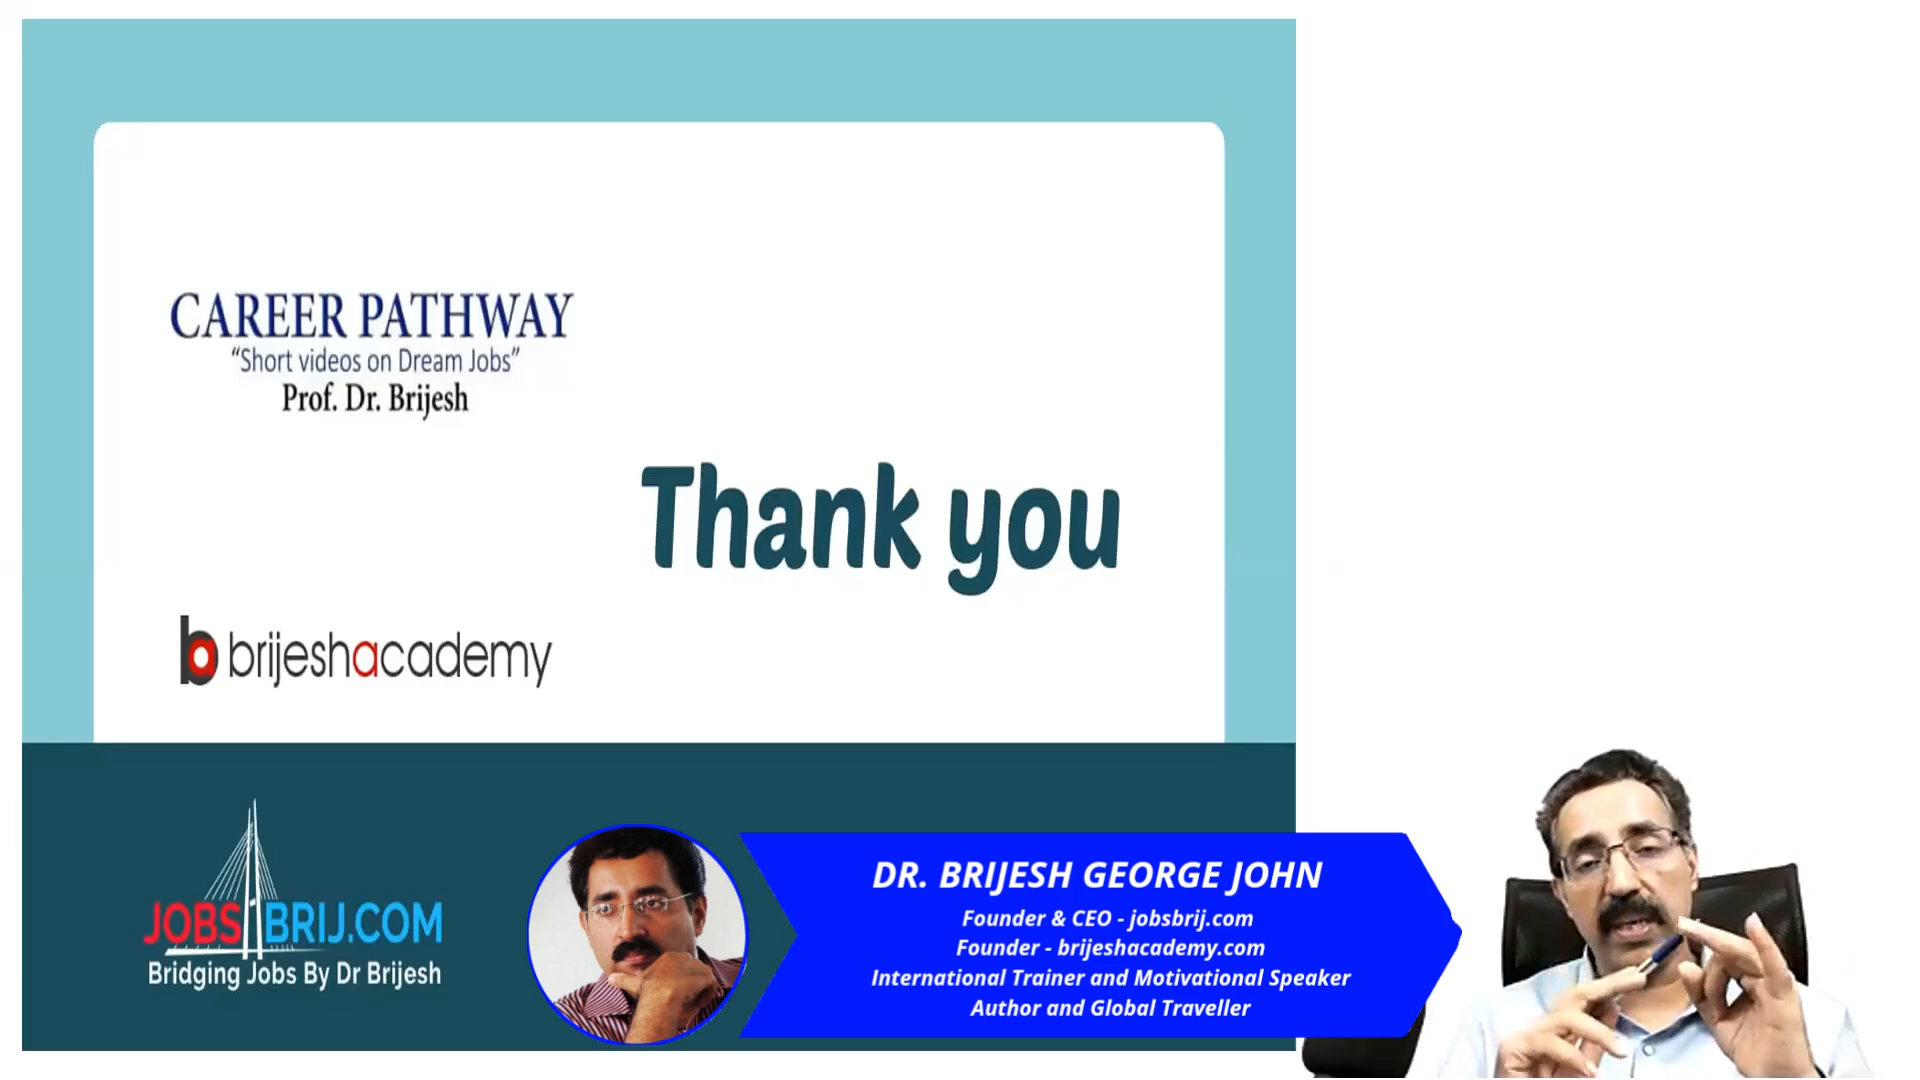 CAREER PATHWAY
“Short videos on Dream Jobs”
Prof. Dr. Brijesh
Thank you
brijeshacademy
JOBSBRIJ.COM
Bridging Jobs By Dr Brijesh
DR. BRIJESH GEORGE JOHN
Founder & CEO - jobsbrij.com
Founder - brijeshacademy.com
International Trainer and Motivational Speaker
Author and Global Traveller